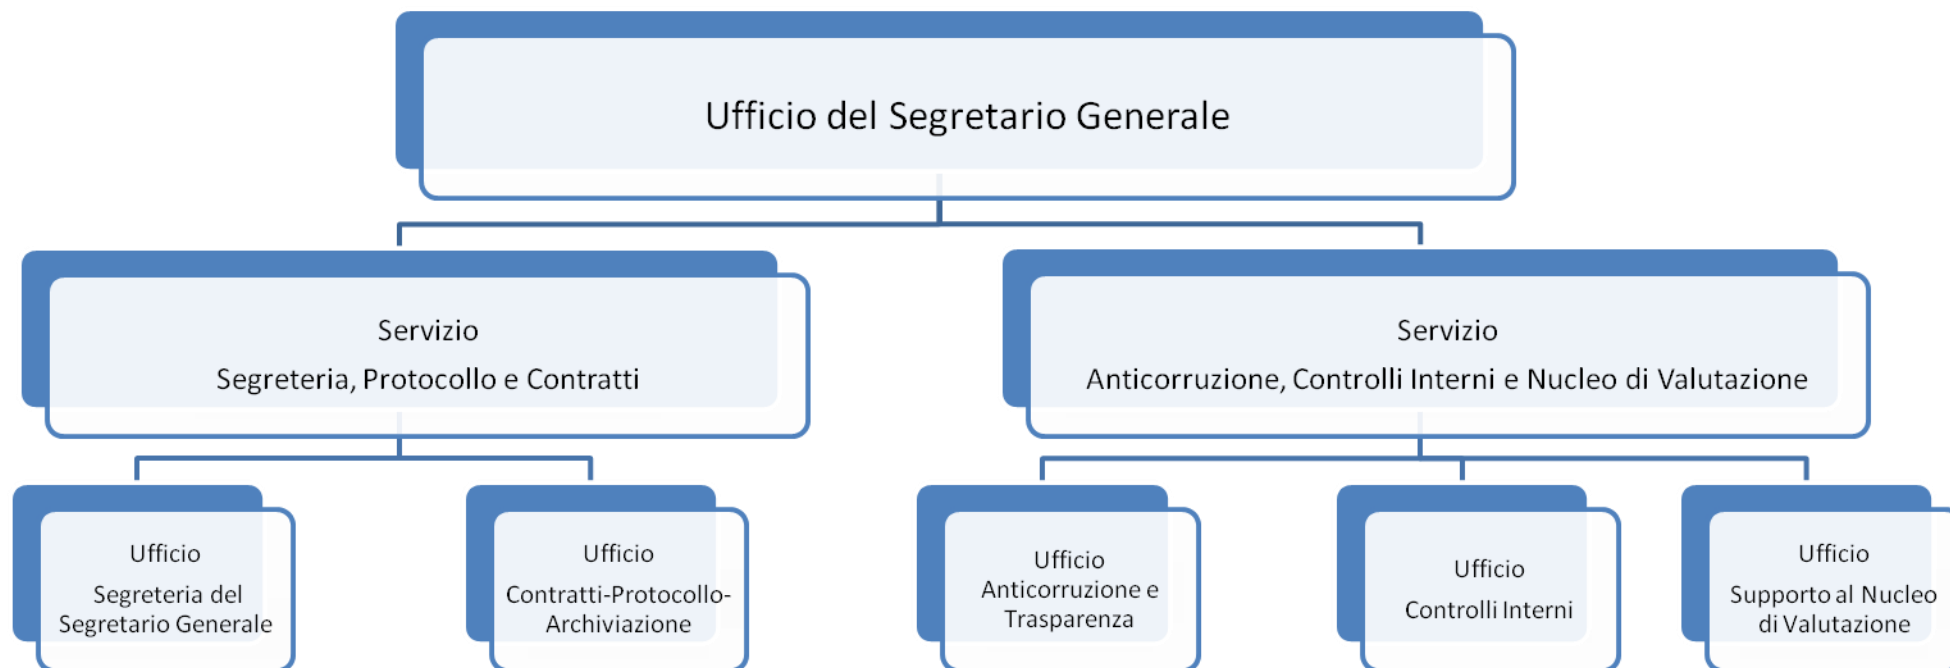 Ufficio del Segretario Generale
Servizio
Segreteria, Protocollo e Contratti
Servizio
Anticorruzione, Controlli Interni e Nucleo di Valutazione
Ufficio
Segreteria del
Segretario Generale
Ufficio
Contratti-Protocollo-
Archiviazione
Ufficio
Anticorruzione e
Trasparenza
Ufficio
Controlli Interni
Ufficio
Supporto al Nucleo
di Valutazione